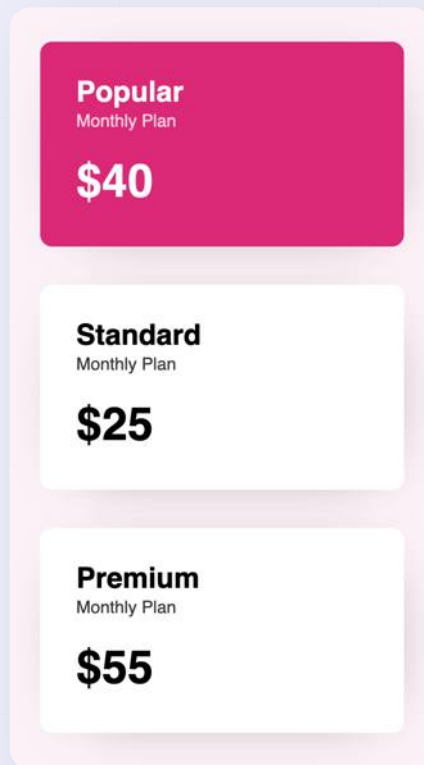 Popular
Monthly Plan
$40
Standard
Monthly Plan
$25
Premium
Monthly Plan
$55